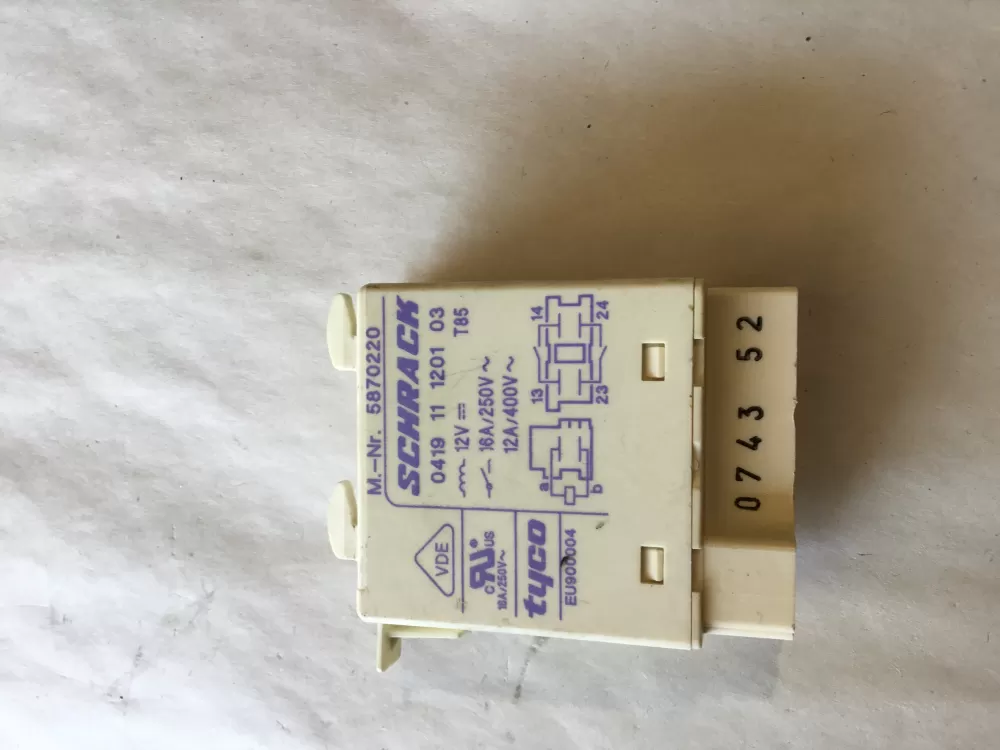 M.-Nr. 5870220
SCHRACK
0419 11 1201 03
12V T85
16A/250V~
12A/400V~
a
b
13
14
23
24
VDE
c UR US
16A/250V~
tyco
EU900004
0743 52